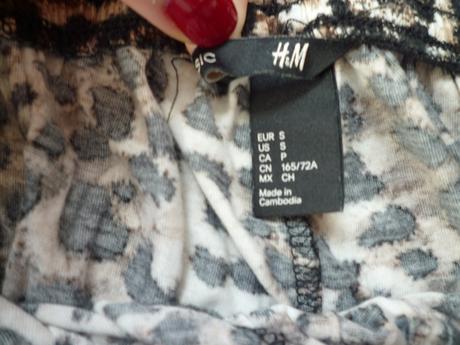 H&M
EUR S
US S
CA P
CN 165/72A
MX CH
Made in
Cambodia